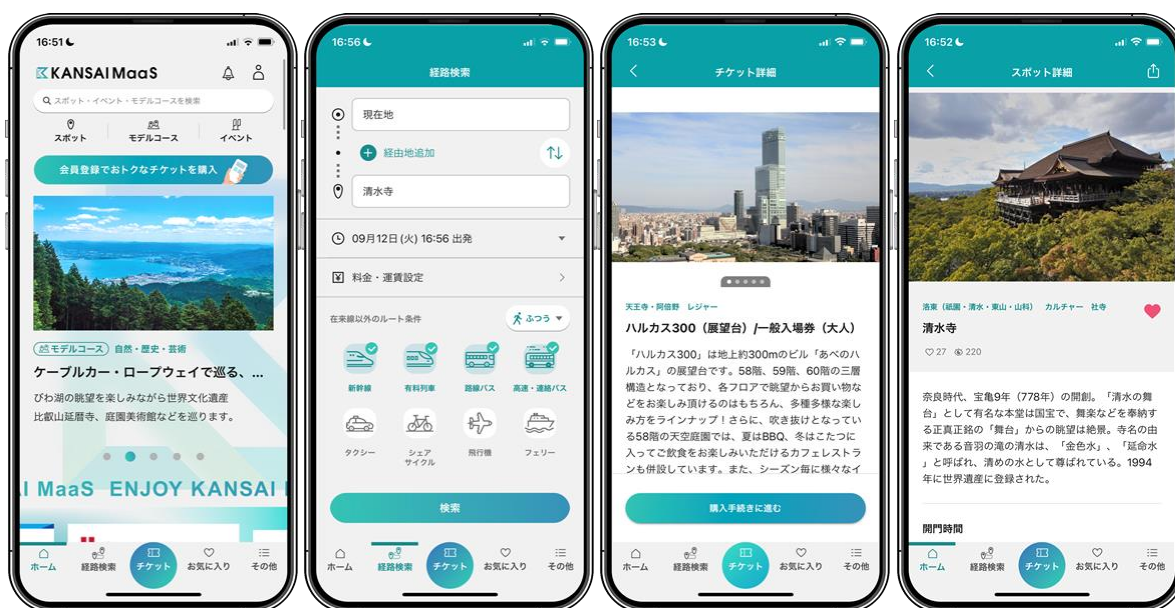 16:51
KANSAI MaaS
スポット・イベント・モデルコースを検索
スポット
モデルコース
イベント
会員登録でおトクなチケットを購入
モデルコース 自然・歴史・芸術
ケーブルカー・ロープウェイで巡る、...
びわ湖の眺望を楽しみながら世界文化遺産
比叡山延暦寺、庭園美術館などを巡ります。
I MaaS ENJOY KANSAI
ホーム
経路検索
チケット
お気に入り
その他
16:56
経路検索
現在地
経由地追加
清水寺
09月12日(火) 16:56 出発
料金・運賃設定
在来線以外のルート条件
ふつう
新幹線
有料列車
路線バス
高速・連絡バス
タクシー
シェア
サイクル
飛行機
フェリー
検索
ホーム
経路検索
チケット
お気に入り
その他
16:53
チケット詳細
天王寺・阿倍野 レジャー
ハルカス300（展望台）/一般入場券（大人）
「ハルカス300」は地上約300mのビル「あべのハ
ルカス」の展望台です。58階、59階、60階の三層
構造となっており、各フロアで眺望からお買い物な
どをお楽しみ頂けるのはもちろん、多種多様な楽し
み方をラインナップ！さらに、吹き抜けとなってい
る58階の天空庭園では、夏はBBQ、冬はこたつに
入ってご飲食をお楽しみいただけるカフェレストラ
ンも併設しています。また、シーズン毎に様々なイ
購入手続きに進む
ホーム
経路検索
チケット
お気に入り
その他
16:52
スポット詳細
洛東（祇園・清水・東山・山科） カルチャー 社寺
清水寺
27 220
奈良時代、宝亀9年（778年）の開創。「清水の舞
台」として有名な本堂は国宝で、舞楽などを奉納す
る正真正銘の「舞台」からの眺望は絶景。寺名の由
来である音羽の滝の清水は、「金色水」、「延命水
」と呼ばれ、清めの水として尊ばれている。1994
年に世界遺産に登録された。
開門時間
ホーム
経路検索
チケット
お気に入り
その他